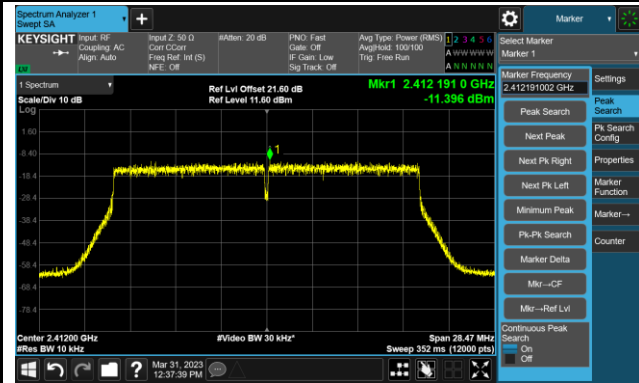 Spectrum Analyzer 1
Swept SA
Marker
KEYSIGHT
Input: RF
Coupling: AC
Align: Auto
Input Z: 50 Ω
Corr CCorr
Freq Ref: Int (S)
NFE: Off
#Atten: 20 dB
PNO: Fast
Gate: Off
IF Gain: Low
Sig Track: Off
Avg Type: Power (RMS)
Avg|Hold: 100/100
Trig: Free Run
1 2 3 4 5 6
A W W W W W
A N N N N N
Select Marker
Marker 1
1 Spectrum
Scale/Div 10 dB
Log
Ref Lvl Offset 21.60 dB
Ref Level 11.60 dBm
Mkr1 2.412 191 0 GHz
-11.396 dBm
1.60
-8.40
-18.4
-28.4
-38.4
-48.4
-58.4
-68.4
-78.4
1
Center 2.41200 GHz
#Res BW 10 kHz
#Video BW 30 kHz*
Span 28.47 MHz
Sweep 352 ms (12000 pts)
Marker Frequency
2.412191002 GHz
Peak Search
Next Peak
Next Pk Right
Next Pk Left
Minimum Peak
Pk-Pk Search
Marker Delta
Mkr→CF
Mkr→Ref Lvl
Continuous Peak
Search
On
Off
Settings
Peak
Search
Pk Search
Config
Properties
Marker
Function
Marker→
Counter
Mar 31, 2023
12:37:39 PM